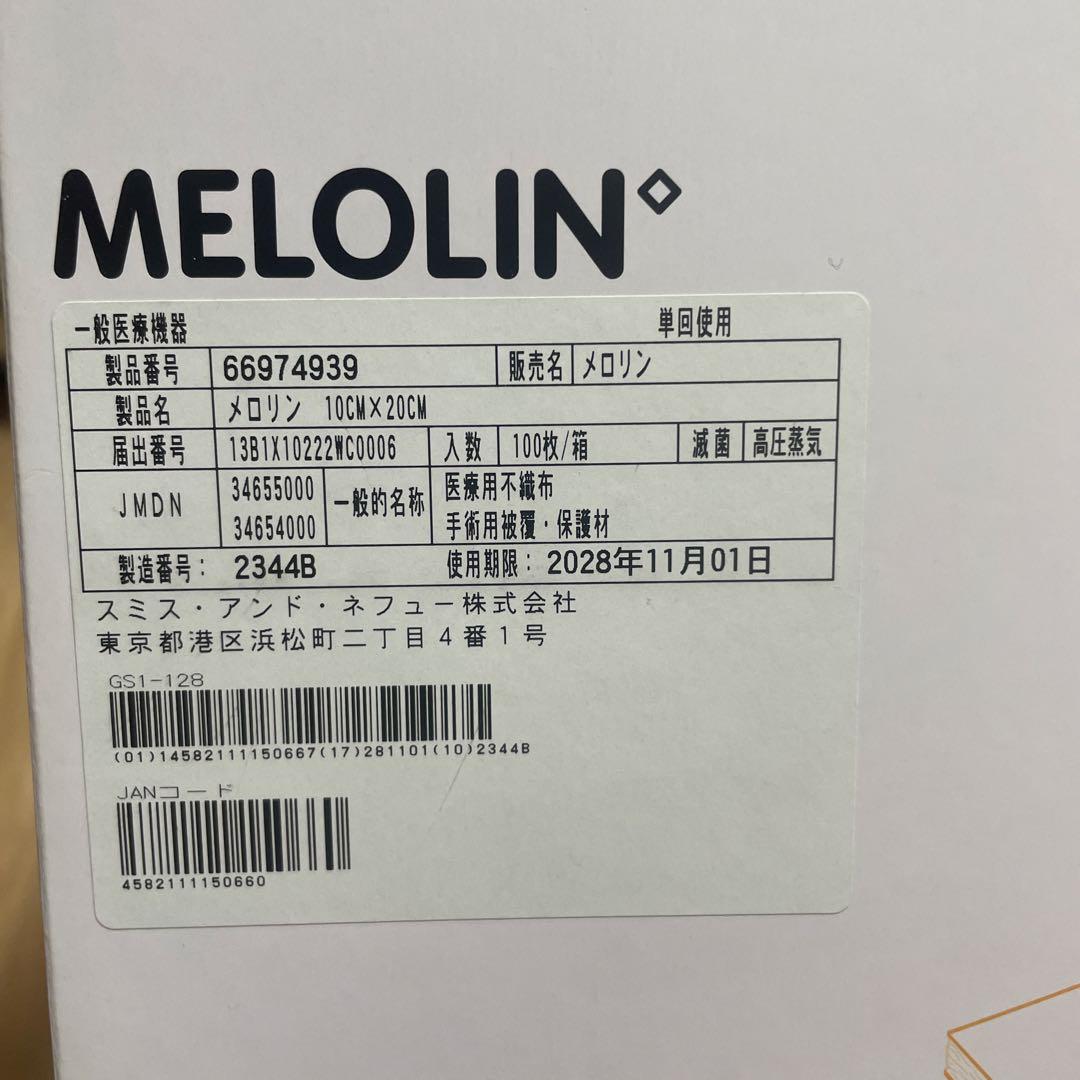 MELOLIN
一般医療機器 単回使用
製品番号 66974939 販売名 メロリン
製品名 メロリン 10CM×20CM
届出番号 13B1X10222WC0006 入数 100枚/箱 滅菌 高圧蒸気
JMDN 34655000 一般的名称 医療用不織布
34654000 手術用被覆・保護材
製造番号: 2344B 使用期限: 2028年11月01日
スミス・アンド・ネフュー株式会社
東京都港区浜松町二丁目4番1号
GS1-128
(01)14582111150667(17)281101(10)2344B
JANコード
4582111150660